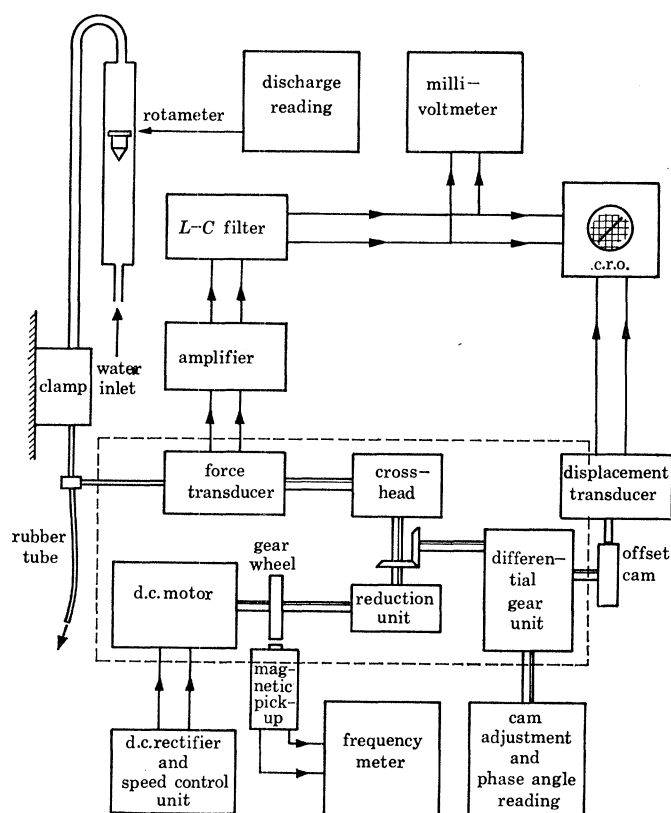 discharge
reading
milli-
voltmeter
rotameter
L-C filter
c.r.o.
amplifier
water
inlet
clamp
force
transducer
cross-
head
displacement
transducer
rubber
tube
gear
wheel
d.c. motor
reduction
unit
differen-
tial
gear
unit
offset
cam
mag-
netic
pick-
up
d.c. rectifier
and
speed control
unit
frequency
meter
cam
adjustment
and
phase angle
reading